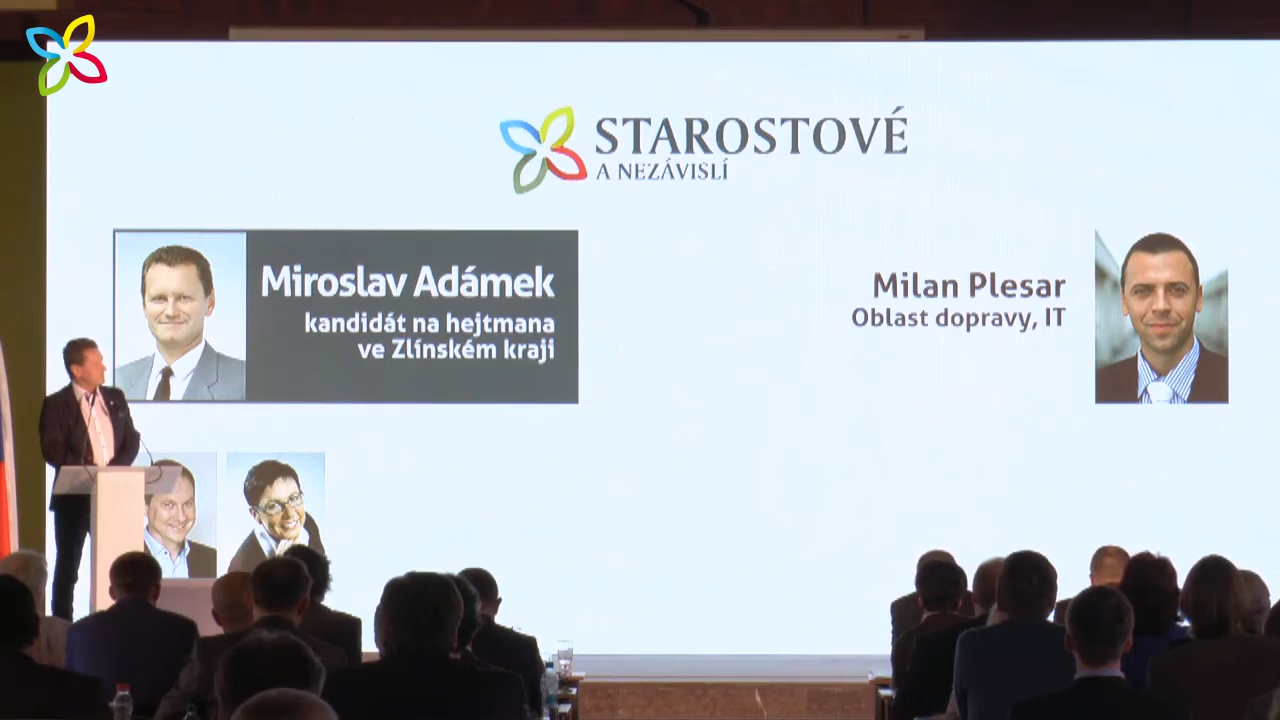 STAROSTOVÉ
A NEZÁVISLÍ
Miroslav Adámek
kandidát na hejtmana
ve Zlínském kraji
Milan Plesar
Oblast dopravy, IT